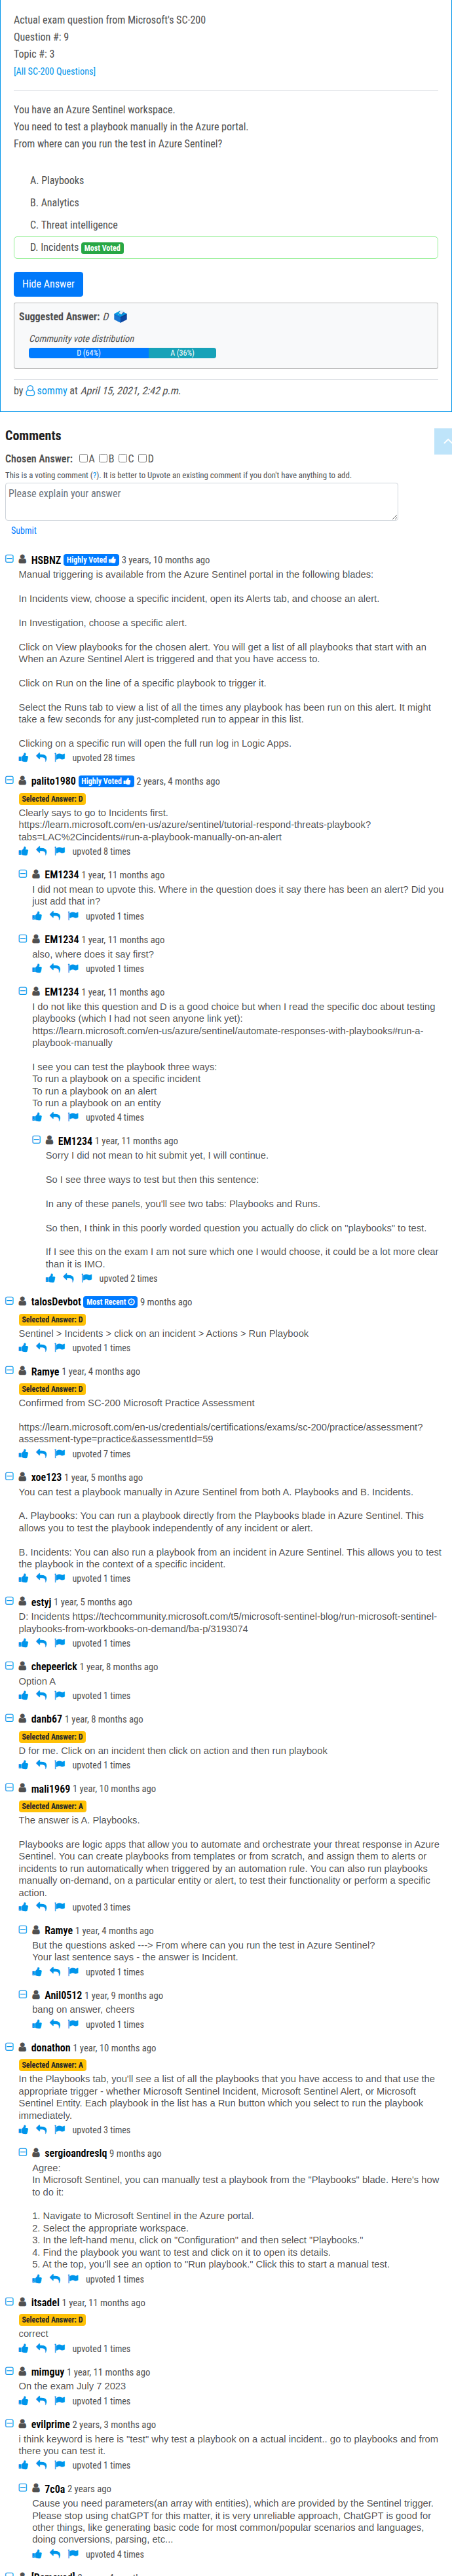 Actual exam question from Microsoft's SC-200
Question #: 9
Topic #: 3
[All SC-200 Questions]
You have an Azure Sentinel workspace.
You need to test a playbook manually in the Azure portal.
From where can you run the test in Azure Sentinel?
A. Playbooks
B. Analytics
C. Threat intelligence
D. Incidents Most Voted
Hide Answer
Suggested Answer: D
Community vote distribution
D (64%) A (36%)
by sommy at April 15, 2021, 2:42 p.m.
Comments
Chosen Answer: A B C D
This is a voting comment (?). It is better to Upvote an existing comment if you don't have anything to add.
Please explain your answer
Submit
HSBNZ Highly Voted 3 years, 10 months ago
Manual triggering is available from the Azure Sentinel portal in the following blades:
In Incidents view, choose a specific incident, open its Alerts tab, and choose an alert.
In Investigation, choose a specific alert.
Click on View playbooks for the chosen alert. You will get a list of all playbooks that start with an
When an Azure Sentinel Alert is triggered and that you have access to.
Click on Run on the line of a specific playbook to trigger it.
Select the Runs tab to view a list of all the times any playbook has been run on this alert. It might
take a few seconds for any just-completed run to appear in this list.
Clicking on a specific run will open the full run log in Logic Apps.
upvoted 28 times
palito1980 Highly Voted 2 years, 4 months ago
Selected Answer: D
Clearly says to go to Incidents first.
https://learn.microsoft.com/en-us/azure/sentinel/tutorial-respond-threats-playbook?
tabs=LAC%2Cincidents#run-a-playbook-manually-on-an-alert
upvoted 8 times
EM1234 1 year, 11 months ago
I did not mean to upvote this. Where in the question does it say there has been an alert? Did you
just add that in?
upvoted 1 times
EM1234 1 year, 11 months ago
also, where does it say first?
upvoted 1 times
EM1234 1 year, 11 months ago
I do not like this question and D is a good choice but when I read the specific doc about testing
playbooks (which I had not seen anyone link yet):
https://learn.microsoft.com/en-us/azure/sentinel/automate-responses-with-playbooks#run-a-
playbook-manually
I see you can test the playbook three ways:
To run a playbook on a specific incident
To run a playbook on an alert
To run a playbook on an entity
upvoted 4 times
EM1234 1 year, 11 months ago
Sorry I did not mean to hit submit yet, I will continue.
So I see three ways to test but then this sentence:
In any of these panels, you'll see two tabs: Playbooks and Runs.
So then, I think in this poorly worded question you actually do click on "playbooks" to test.
If I see this on the exam I am not sure which one I would choose, it could be a lot more clear
than it is IMO.
upvoted 2 times
talosDevbot Most Recent 9 months ago
Selected Answer: D
Sentinel > Incidents > click on an incident > Actions > Run Playbook
upvoted 1 times
Ramye 1 year, 4 months ago
Selected Answer: D
Confirmed from SC-200 Microsoft Practice Assessment
https://learn.microsoft.com/en-us/credentials/certifications/exams/sc-200/practice/assessment?
assessment-type=practice&assessmentId=59
upvoted 7 times
xoe123 1 year, 5 months ago
You can test a playbook manually in Azure Sentinel from both A. Playbooks and B. Incidents.
A. Playbooks: You can run a playbook directly from the Playbooks blade in Azure Sentinel. This
allows you to test the playbook independently of any incident or alert.
B. Incidents: You can also run a playbook from an incident in Azure Sentinel. This allows you to test
the playbook in the context of a specific incident.
upvoted 1 times
estyj 1 year, 5 months ago
D: Incidents https://techcommunity.microsoft.com/t5/microsoft-sentinel-blog/run-microsoft-sentinel-
playbooks-from-workbooks-on-demand/ba-p/3193074
upvoted 1 times
chepeerick 1 year, 8 months ago
Option A
upvoted 1 times
danb67 1 year, 8 months ago
Selected Answer: D
D for me. Click on an incident then click on action and then run playbook
upvoted 1 times
mali1969 1 year, 10 months ago
Selected Answer: A
The answer is A. Playbooks.
Playbooks are logic apps that allow you to automate and orchestrate your threat response in Azure
Sentinel. You can create playbooks from templates or from scratch, and assign them to alerts or
incidents to run automatically when triggered by an automation rule. You can also run playbooks
manually on-demand, on a particular entity or alert, to test their functionality or perform a specific
action.
upvoted 3 times
Ramye 1 year, 4 months ago
But the questions asked ---> From where can you run the test in Azure Sentinel?
Your last sentence says - the answer is Incident.
upvoted 1 times
Anil0512 1 year, 9 months ago
bang on answer, cheers
upvoted 1 times
donathon 1 year, 10 months ago
Selected Answer: A
In the Playbooks tab, you'll see a list of all the playbooks that you have access to and that use the
appropriate trigger - whether Microsoft Sentinel Incident, Microsoft Sentinel Alert, or Microsoft
Sentinel Entity. Each playbook in the list has a Run button which you select to run the playbook
immediately.
upvoted 3 times
sergioandreslq 9 months ago
Agree:
In Microsoft Sentinel, you can manually test a playbook from the "Playbooks" blade. Here's how
to do it:
1. Navigate to Microsoft Sentinel in the Azure portal.
2. Select the appropriate workspace.
3. In the left-hand menu, click on "Configuration" and then select "Playbooks."
4. Find the playbook you want to test and click on it to open its details.
5. At the top, you'll see an option to "Run playbook." Click this to start a manual test.
upvoted 1 times
itsadel 1 year, 11 months ago
Selected Answer: D
correct
upvoted 1 times
mimguy 1 year, 11 months ago
On the exam July 7 2023
upvoted 1 times
evilprime 2 years, 3 months ago
i think keyword is here is "test" why test a playbook on a actual incident.. go to playbooks and from
there you can test it.
upvoted 1 times
7c0a 2 years ago
Cause you need parameters(an array with entities), which are provided by the Sentinel trigger.
Please stop using chatGPT for this matter, it is very unreliable approach, ChatGPT is good for
other things, like generating basic code for most common/popular scenarios and languages,
doing conversions, parsing, etc...
upvoted 4 times